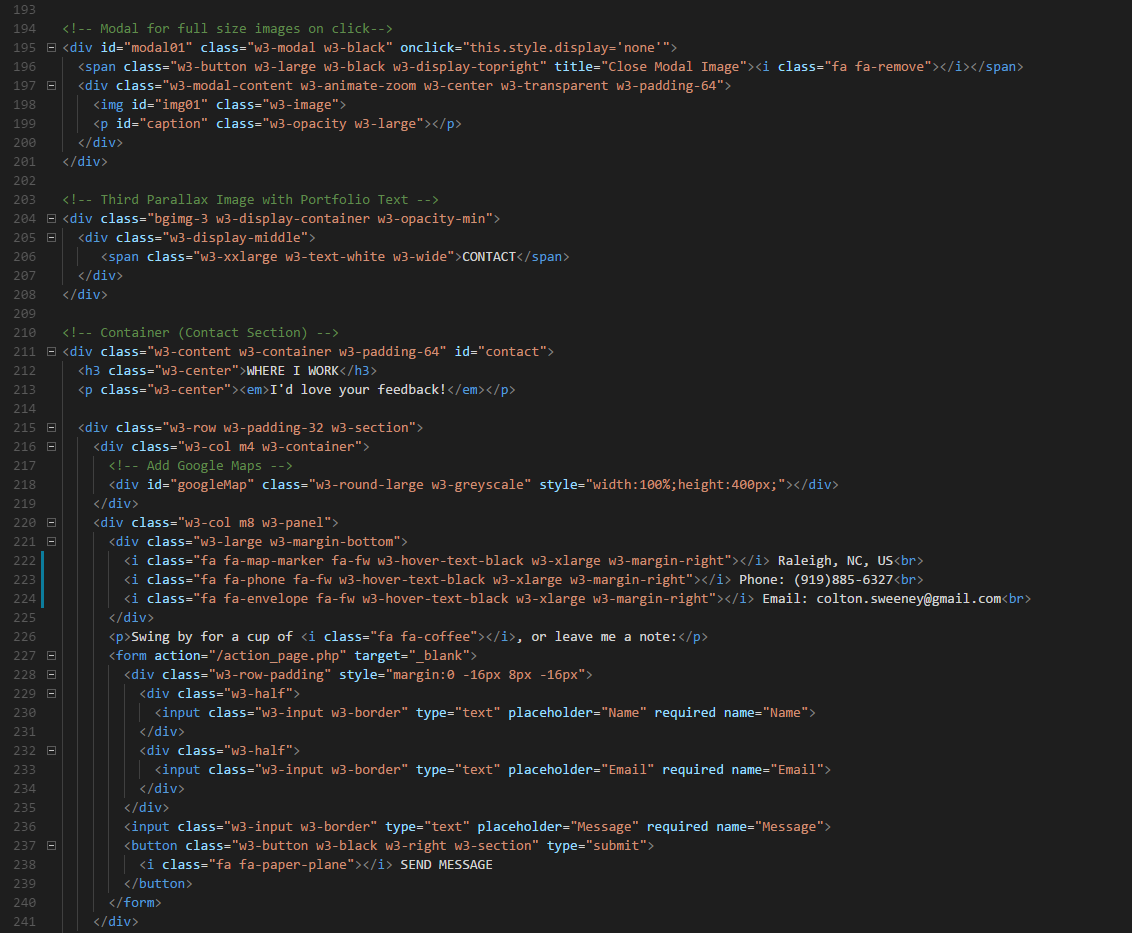 193
194 <!-- Modal for full size images on click-->
195 <div id="modal01" class="w3-modal w3-black" onclick="this.style.display='none'">
196   <span class="w3-button w3-large w3-black w3-display-topright" title="Close Modal Image"><i class="fa fa-remove"></i></span>
197   <div class="w3-modal-content w3-animate-zoom w3-center w3-transparent w3-padding-64">
198     <img id="img01" class="w3-image">
199     <p id="caption" class="w3-opacity w3-large"></p>
200   </div>
201 </div>
202
203 <!-- Third Parallax Image with Portfolio Text -->
204 <div class="bgimg-3 w3-display-container w3-opacity-min">
205   <div class="w3-display-middle">
206      <span class="w3-xxlarge w3-text-white w3-wide">CONTACT</span>
207   </div>
208 </div>
209
210 <!-- Container (Contact Section) -->
211 <div class="w3-content w3-container w3-padding-64" id="contact">
212   <h3 class="w3-center">WHERE I WORK</h3>
213   <p class="w3-center"><em>I'd love your feedback!</em></p>
214
215   <div class="w3-row w3-padding-32 w3-section">
216     <div class="w3-col m4 w3-container">
217       <!-- Add Google Maps -->
218       <div id="googleMap" class="w3-round-large w3-greyscale" style="width:100%;height:400px;"></div>
219     </div>
220     <div class="w3-col m8 w3-panel">
221       <div class="w3-large w3-margin-bottom">
222         <i class="fa fa-map-marker fa-fw w3-hover-text-black w3-xlarge w3-margin-right"></i> Raleigh, NC, US<br>
223         <i class="fa fa-phone fa-fw w3-hover-text-black w3-xlarge w3-margin-right"></i> Phone: (919)885-6327<br>
224         <i class="fa fa-envelope fa-fw w3-hover-text-black w3-xlarge w3-margin-right"></i> Email: colton.sweeney@gmail.com<br>
225       </div>
226       <p>Swing by for a cup of <i class="fa fa-coffee"></i>, or leave me a note:</p>
227       <form action="/action_page.php" target="_blank">
228         <div class="w3-row-padding" style="margin:0 -16px 8px -16px">
229           <div class="w3-half">
230             <input class="w3-input w3-border" type="text" placeholder="Name" required name="Name">
231           </div>
232           <div class="w3-half">
233             <input class="w3-input w3-border" type="text" placeholder="Email" required name="Email">
234           </div>
235         </div>
236         <input class="w3-input w3-border" type="text" placeholder="Message" required name="Message">
237         <button class="w3-button w3-black w3-right w3-section" type="submit">
238           <i class="fa fa-paper-plane"></i> SEND MESSAGE
239         </button>
240       </form>
241     </div>